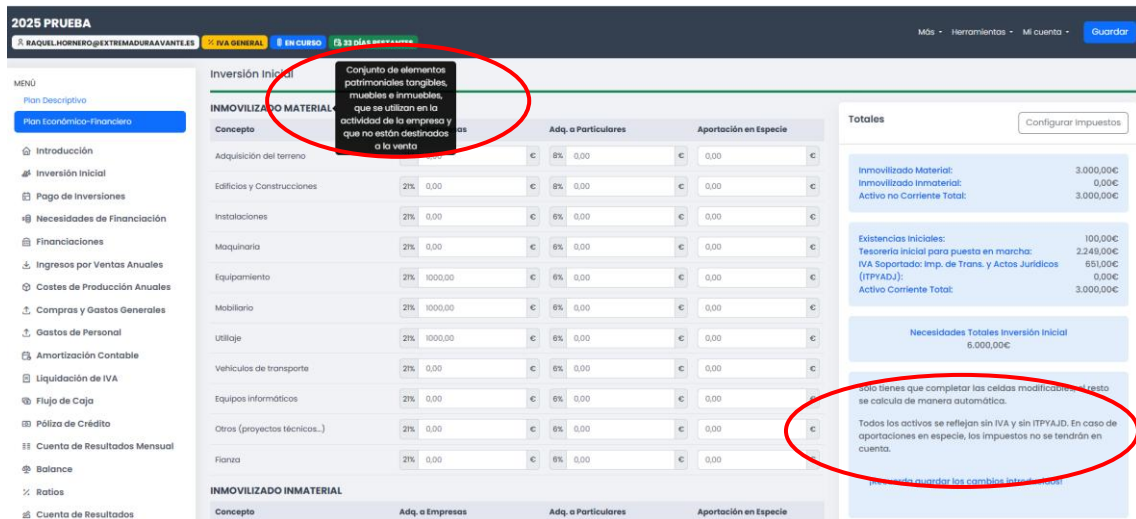 2025 PRUEBA
RAQUEL.HORNERO@EXTREMADURAAVANTE.ES % IVA GENERAL EN CURSO 33 DÍAS RESTANTES
Más Herramientas Mi cuenta Guardar
MENÚ
Plan Descriptivo
Plan Económico-Financiero
Introducción
Inversión Inicial
Pago de Inversiones
Necesidades de Financiación
Financiaciones
Ingresos por Ventas Anuales
Costes de Producción Anuales
Compras y Gastos Generales
Gastos de Personal
Amortización Contable
Liquidación de IVA
Flujo de Caja
Póliza de Crédito
Cuenta de Resultados Mensual
Balance
Ratios
Cuenta de Resultados
Inversión Inicial
Conjunto de elementos
patrimoniales tangibles,
muebles e inmuebles,
que se utilizan en la
actividad de la empresa y
que no están destinados
a la venta
INMOVILIZADO MATERIAL
Concepto Adq. a Particulares Aportación en Especie
Adquisición del terreno € 8% 0,00 € 0,00 €
Edificios y Construcciones 21% 0,00 € 8% 0,00 € 0,00 €
Instalaciones 21% 0,00 € 6% 0,00 € 0,00 €
Maquinaria 21% 0,00 € 6% 0,00 € 0,00 €
Equipamiento 21% 1000,00 € 6% 0,00 € 0,00 €
Mobiliario 21% 1000,00 € 6% 0,00 € 0,00 €
Utillaje 21% 1000,00 € 6% 0,00 € 0,00 €
Vehículos de transporte 21% 0,00 € 6% 0,00 € 0,00 €
Equipos informáticos 21% 0,00 € 6% 0,00 € 0,00 €
Otros (proyectos técnicos...) 21% 0,00 € 6% 0,00 € 0,00 €
Fianza 21% 0,00 € 6% 0,00 € 0,00 €
INMOVILIZADO INMATERIAL
Concepto Adq. a Empresas Adq. a Particulares Aportación en Especie
Totales Configurar Impuestos
Inmovilizado Material: 3.000,00€
Inmovilizado Inmaterial: 0,00€
Activo no Corriente Total: 3.000,00€
Existencias Iniciales: 100,00€
Tesorería inicial para puesta en marcha: 2.249,00€
IVA Soportado: Imp. de Trans. y Actos Jurídicos 651,00€
(ITPYADJ): 0,00€
Activo Corriente Total: 3.000,00€
Necesidades Totales Inversión Inicial
6.000,00€
Sólo tienes que completar las celdas modificables, el resto
se calcula de manera automática.
Todos los activos se reflejan sin IVA y sin ITPYAJD. En caso de
aportaciones en especie, los impuestos no se tendrán en
cuenta.
¡Recuerda guardar los cambios introducidos!